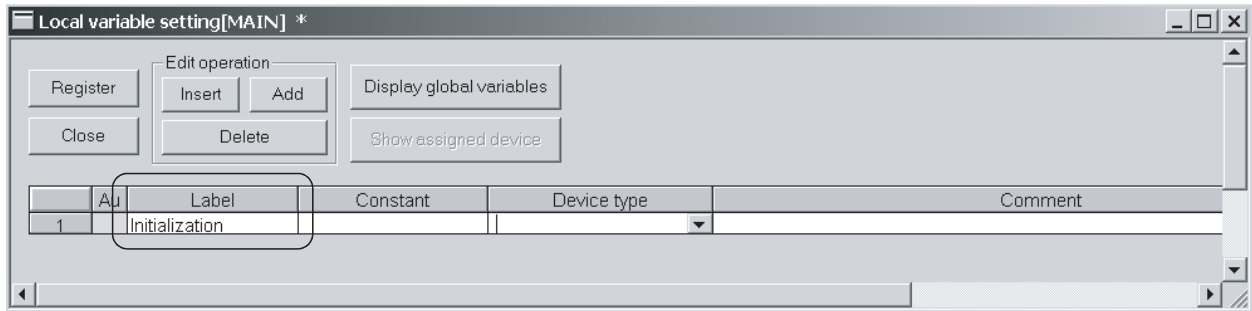 Local variable setting[MAIN] *
Edit operation
Register
Insert
Add
Display global variables
Close
Delete
Show assigned device
Au Label Constant Device type Comment
1 Initialization